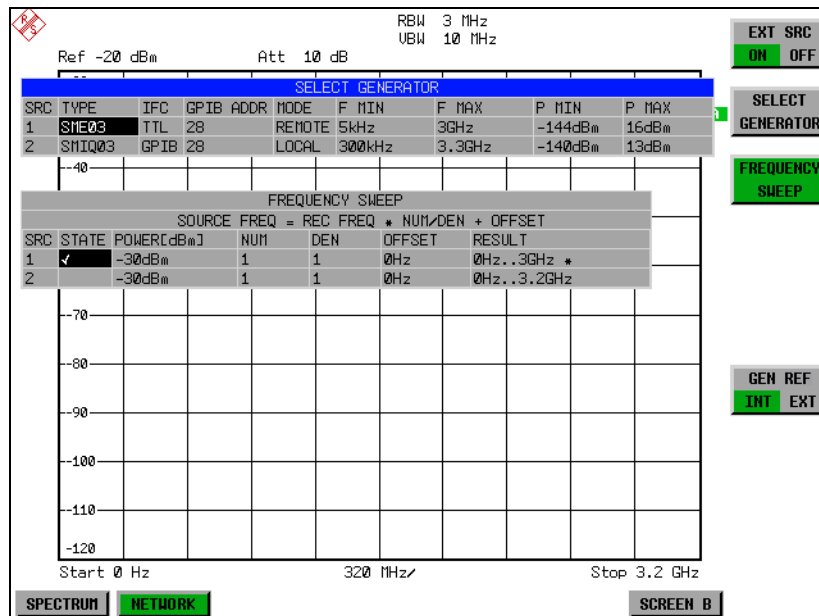 R S
RBW 3 MHz
VBW 10 MHz
Ref -20 dBm Att 10 dB
SELECT GENERATOR
SRC TYPE IFC GPIB ADDR MODE F MIN F MAX P MIN P MAX
1 SME03 TTL 28 REMOTE 5kHz 3GHz -144dBm 16dBm
2 SMIQ03 GPIB 28 LOCAL 300kHz 3.3GHz -140dBm 13dBm
-40
FREQUENCY SWEEP
SOURCE FREQ = REC FREQ * NUM/DEN + OFFSET
SRC STATE POWER[dBm] NUM DEN OFFSET RESULT
1 ✓ -30dBm 1 1 0Hz 0Hz..3GHz *
2 -30dBm 1 1 0Hz 0Hz..3.2GHz
-70
-80
-90
-100
-110
-120
Start 0 Hz 320 MHz/ Stop 3.2 GHz
SPECTRUM NETWORK SCREEN B
EXT SRC
ON OFF
SELECT
GENERATOR
FREQUENCY
SWEEP
GEN REF
INT EXT